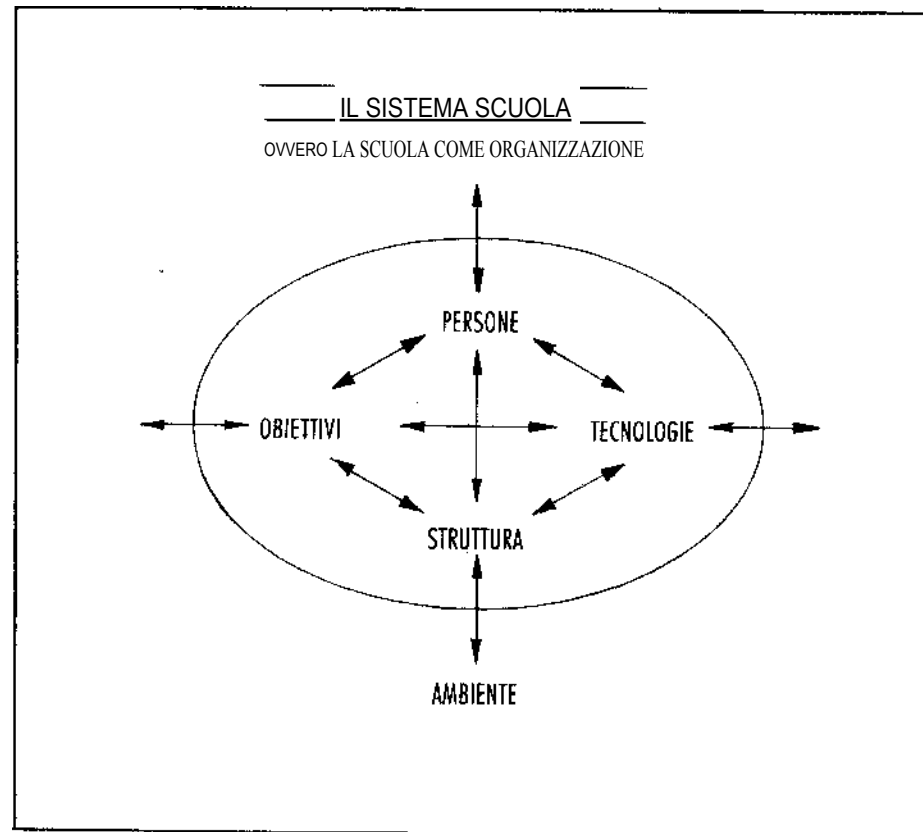 IL SISTEMA SCUOLA
OVVERO LA SCUOLA COME ORGANIZZAZIONE
PERSONE
OBIETTIVI
TECNOLOGIE
STRUTTURA
AMBIENTE